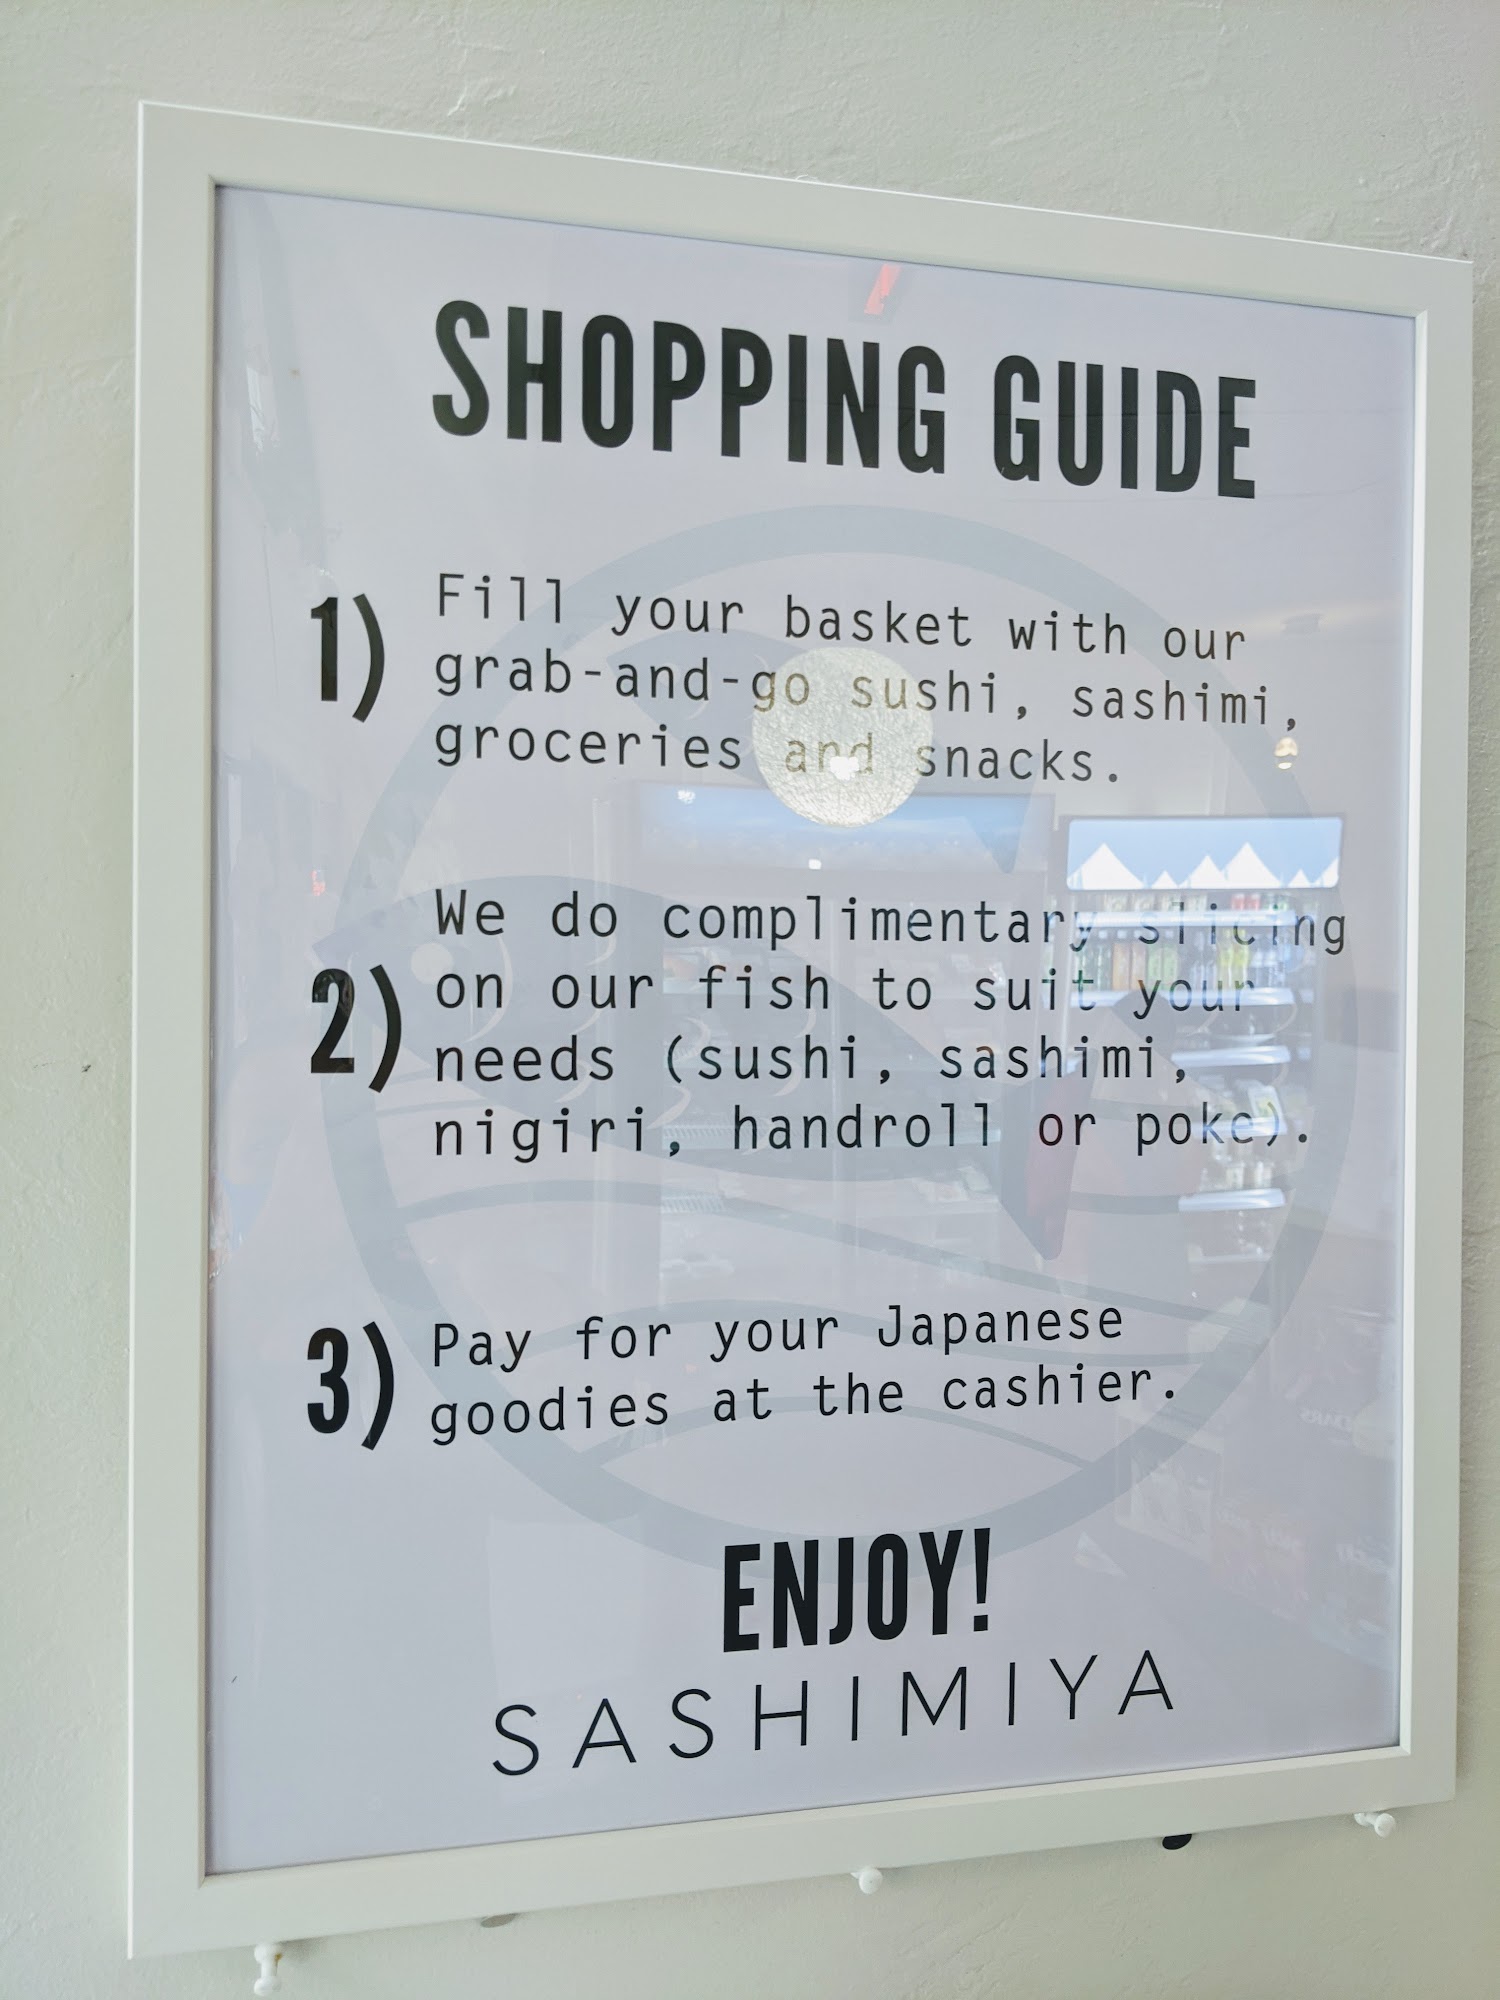 SHOPPING GUIDE
1) Fill your basket with our
grab-and-go sushi, sashimi,
groceries and snacks.
2) We do complimentary slicing
on our fish to suit your
needs (sushi, sashimi,
nigiri, handroll or poke).
3) Pay for your Japanese
goodies at the cashier.
ENJOY!
SASHIMIYA